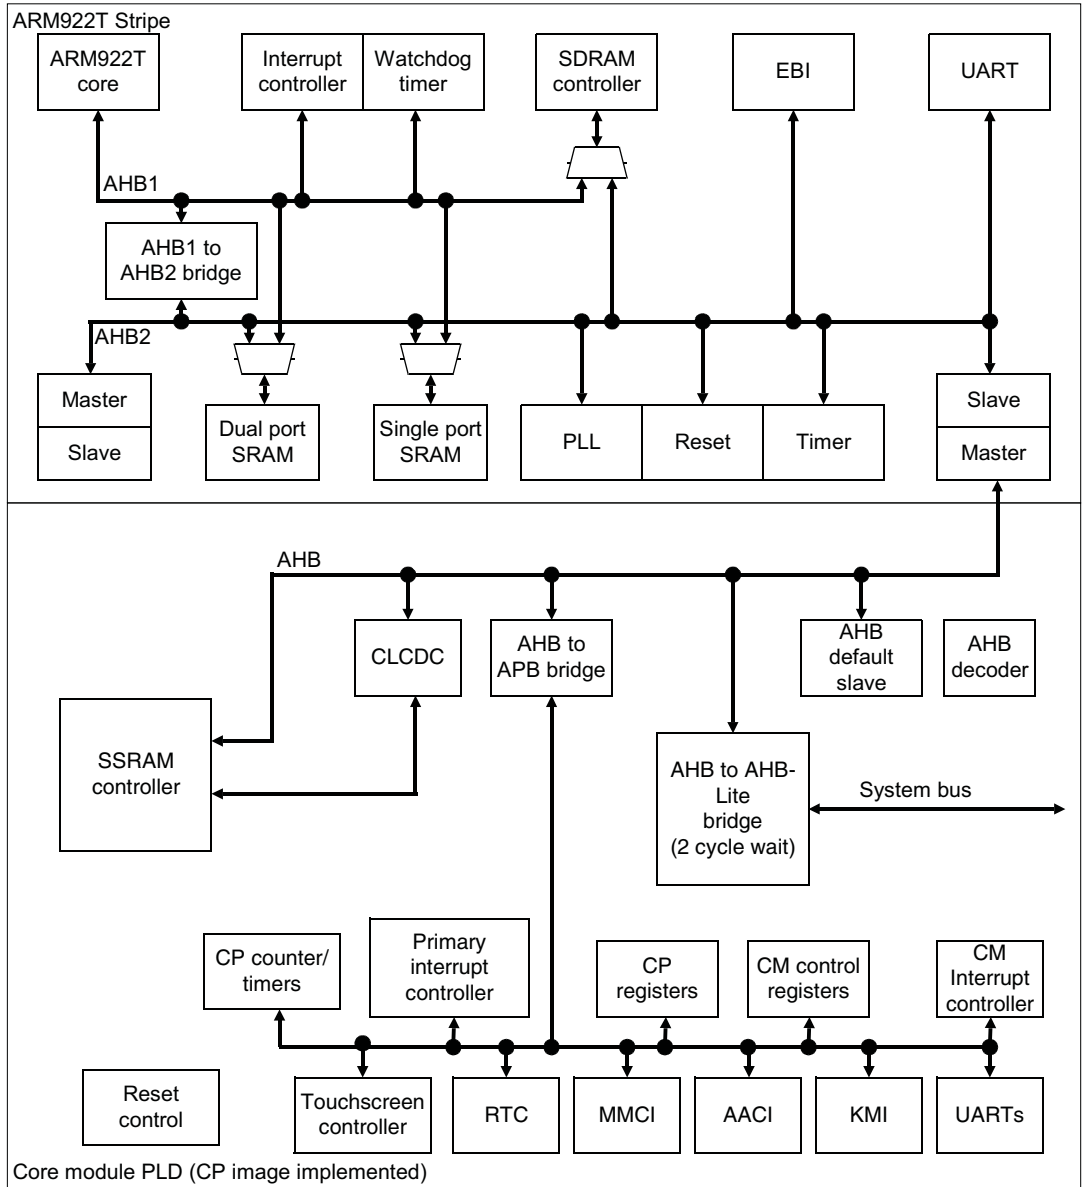 ARM922T Stripe
ARM922T
core
Interrupt
controller
Watchdog
timer
SDRAM
controller
EBI
UART
AHB1
AHB1 to
AHB2 bridge
AHB2
Master
Slave
Dual port
SRAM
Single port
SRAM
PLL
Reset
Timer
Slave
Master
AHB
CLCDC
AHB to
APB bridge
AHB
default
slave
AHB
decoder
SSRAM
controller
AHB to AHB-
Lite
bridge
(2 cycle wait)
System bus
CP counter/
timers
Primary
interrupt
controller
CP
registers
CM control
registers
CM
Interrupt
controller
Reset
control
Touchscreen
controller
RTC
MMCI
AACI
KMI
UARTs
Core module PLD (CP image implemented)